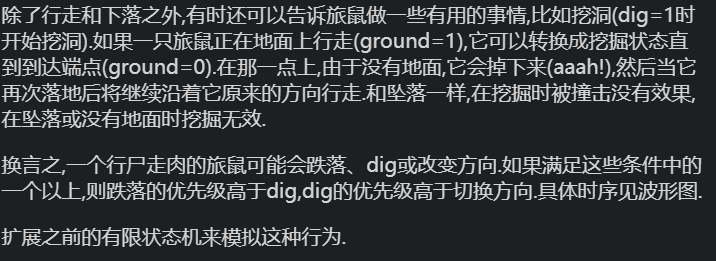 除了行走和下落之外,有时还可以告诉旅鼠做一些有用的事情,比如挖洞(dig=1时
开始挖洞).如果一只旅鼠正在地面上行走(ground=1),它可以转换成挖掘状态直
到到达端点(ground=0).在那一点上,由于没有地面,它会掉下来(aaah!),然后当它
再次落地后将继续沿着它原来的方向行走.和坠落一样,在挖掘时被撞击没有效果,
在坠落或没有地面时挖掘无效.
换言之,一个行尸走肉的旅鼠可能会跌落、dig或改变方向.如果满足这些条件中的
一个以上,则跌落的优先级高于dig,dig的优先级高于切换方向.具体时序见波形图.
扩展之前的有限状态机来模拟这种行为.